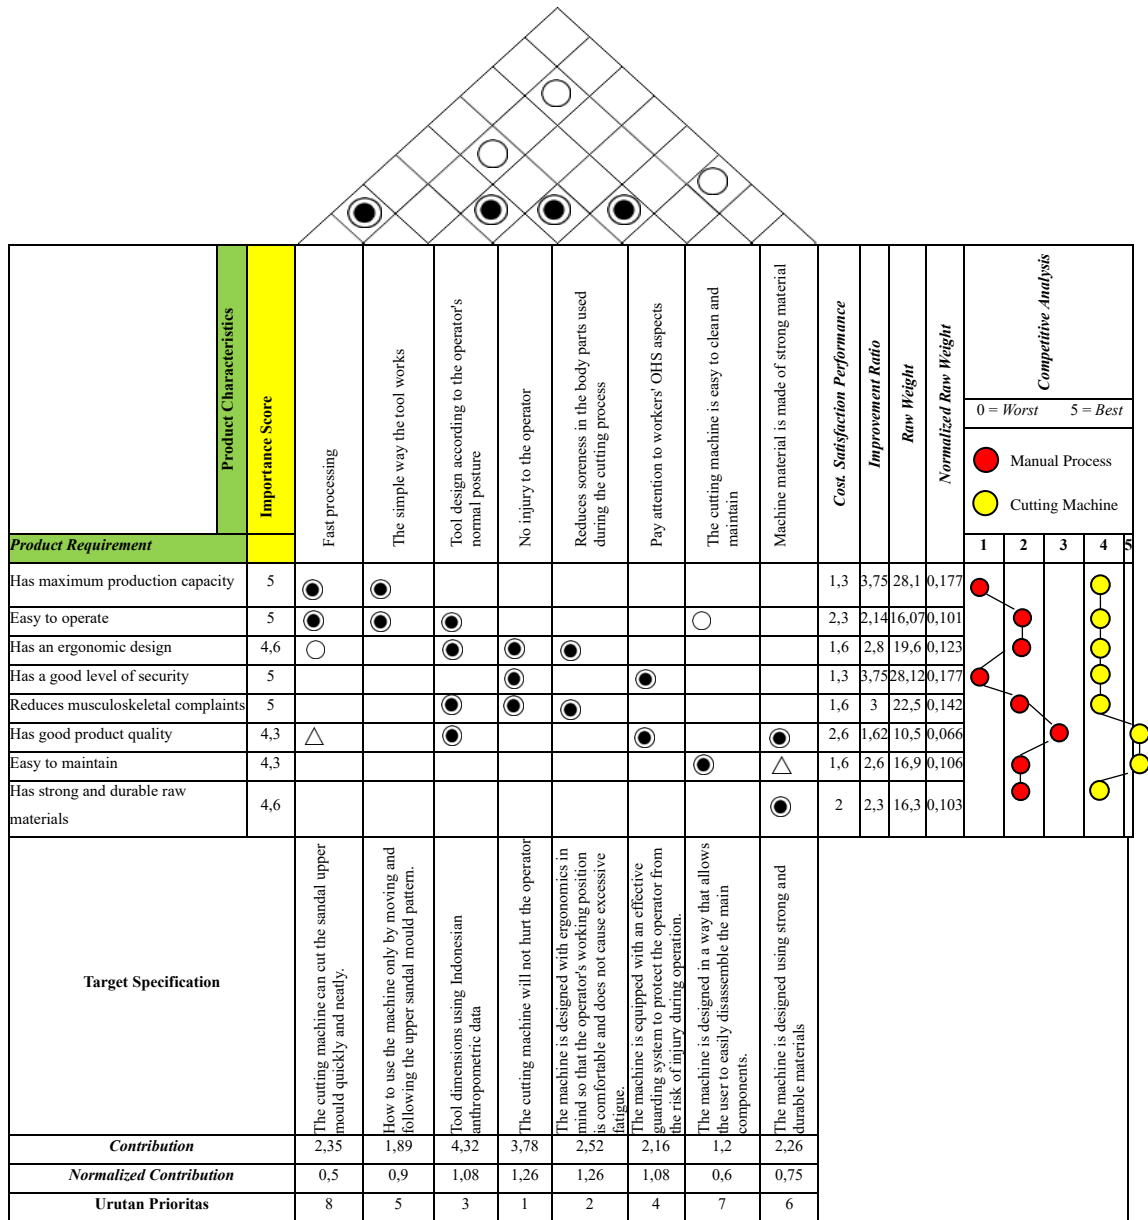 Product Characteristics
Importance Score
Fast processing
The simple way the tool works
Tool design according to the operator's
normal posture
No injury to the operator
Reduces soreness in the body parts used
during the cutting process
Pay attention to workers' OHS aspects
The cutting machine is easy to clean and
maintain
Machine material is made of strong material
Cost. Satisfaction Performance
Improvement Ratio
Raw Weight
Normalized Raw Weight
Competitive Analysis
0 = Worst 5 = Best
Manual Process
Cutting Machine
Product Requirement
1 2 3 4 5
Has maximum production capacity 5 1,3 3,75 28,1 0,177
Easy to operate 5 2,3 2,14 16,07 0,101
Has an ergonomic design 4,6 1,6 2,8 19,6 0,123
Has a good level of security 5 1,3 3,75 28,12 0,177
Reduces musculoskeletal complaints 5 1,6 3 22,5 0,142
Has good product quality 4,3 2,6 1,62 10,5 0,066
Easy to maintain 4,3 1,6 2,6 16,9 0,106
Has strong and durable raw
materials 4,6 2 2,3 16,3 0,103
Target Specification
The cutting machine can cut the sandal upper
mould quickly and neatly.
How to use the machine only by moving and
following the upper sandal mould pattern.
Tool dimensions using Indonesian
anthropometric data
The cutting machine will not hurt the operator
The machine is designed with ergonomics in
mind so that the operator's working position
is comfortable and does not cause excessive
fatigue.
The machine is equipped with an effective
guarding system to protect the operator from
the risk of injury during operation.
The machine is designed in a way that allows
the user to easily disassemble the main
components.
The machine is designed using strong and
durable materials
Contribution 2,35 1,89 4,32 3,78 2,52 2,16 1,2 2,26
Normalized Contribution 0,5 0,9 1,08 1,26 1,26 1,08 0,6 0,75
Urutan Prioritas 8 5 3 1 2 4 7 6